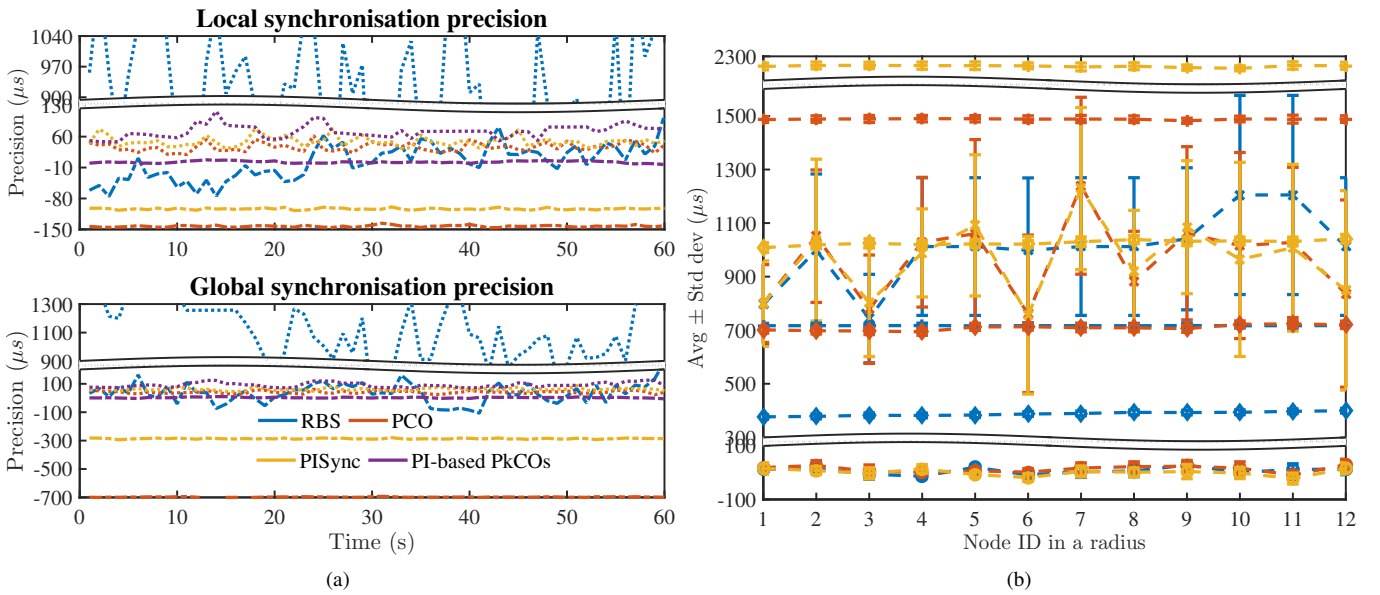 Local synchronisation precision
1040
970
900
130
60
-10
-80
-150
Precision (μs)
0 10 20 30 40 50 60
Global synchronisation precision
1300
1100
900
100
-100
-300
-500
-700
Precision (μs)
RBS PCO
PISync PI-based PkCOs
0 10 20 30 40 50 60
Time (s)
(a)
2300
1500
1300
1100
900
700
500
300
100
-100
Avg ± Std dev (μs)
1 2 3 4 5 6 7 8 9 10 11 12
Node ID in a radius
(b)